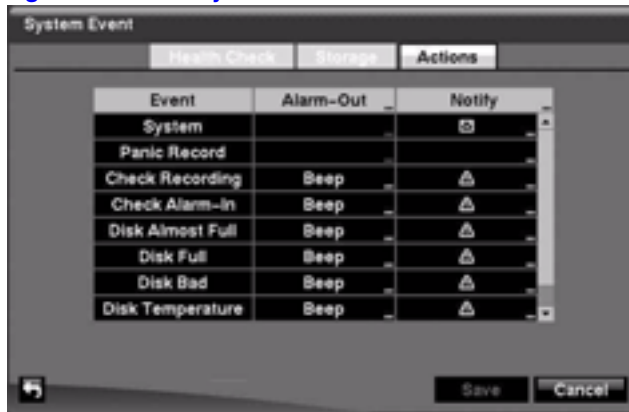 System Event
Health Check Storage Actions
Event Alarm-Out Notify
System
Panic Record
Check Recording Beep
Check Alarm-In Beep
Disk Almost Full Beep
Disk Full Beep
Disk Bad Beep
Disk Temperature Beep
Save Cancel